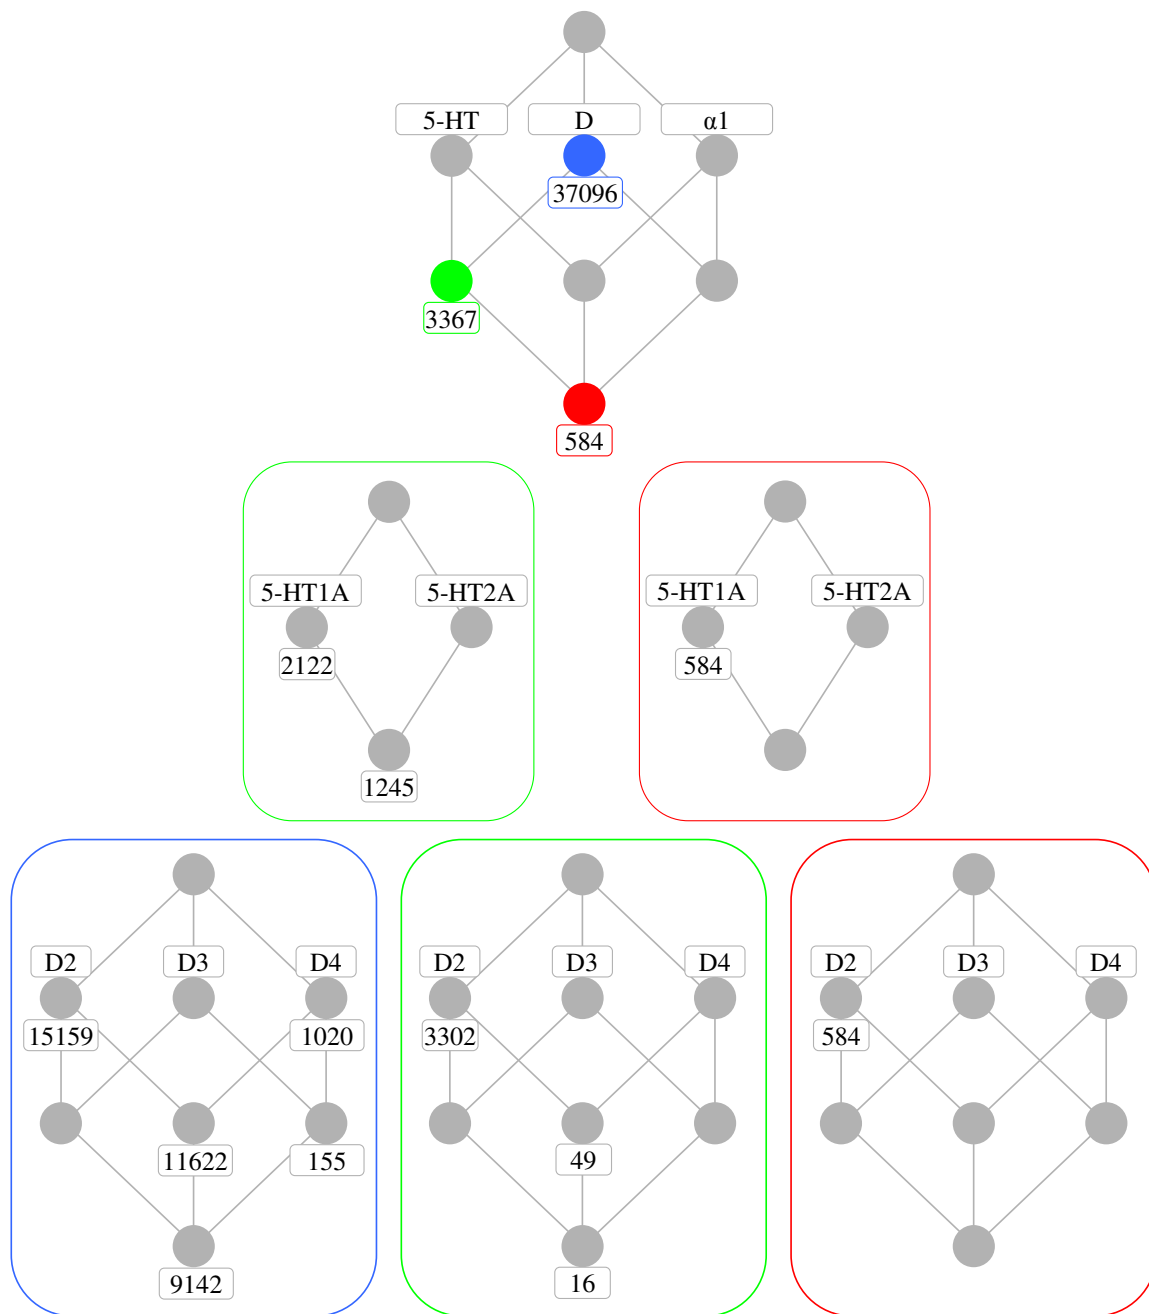 5-HT D α1
37096
3367
584
5-HT1A 5-HT2A 5-HT1A 5-HT2A
2122 584
1245
D2 D3 D4 D2 D3 D4 D2 D3 D4
15159 1020 3302 584
11622 155 49
9142 16